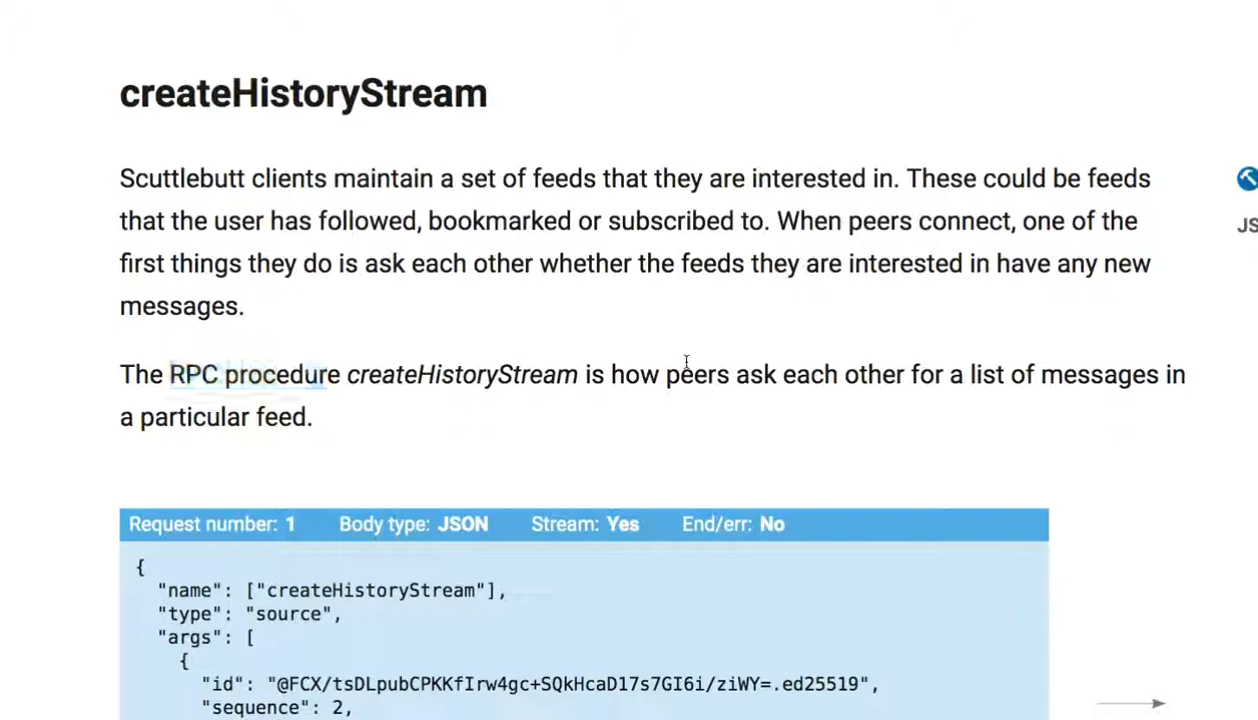 createHistoryStream
Scuttlebutt clients maintain a set of feeds that they are interested in. These could be feeds
that the user has followed, bookmarked or subscribed to. When peers connect, one of the
first things they do is ask each other whether the feeds they are interested in have any new
messages.
The RPC procedure createHistoryStream is how peers ask each other for a list of messages in
a particular feed.
Request number: 1 Body type: JSON Stream: Yes End/err: No
{
"name": ["createHistoryStream"],
"type": "source",
"args": [
{
"id": "@FCX/tsDLpubCPKKfIrw4gc+SQkHcaD17s7GI6i/ziWY=.ed25519",
"sequence": 2,
JS